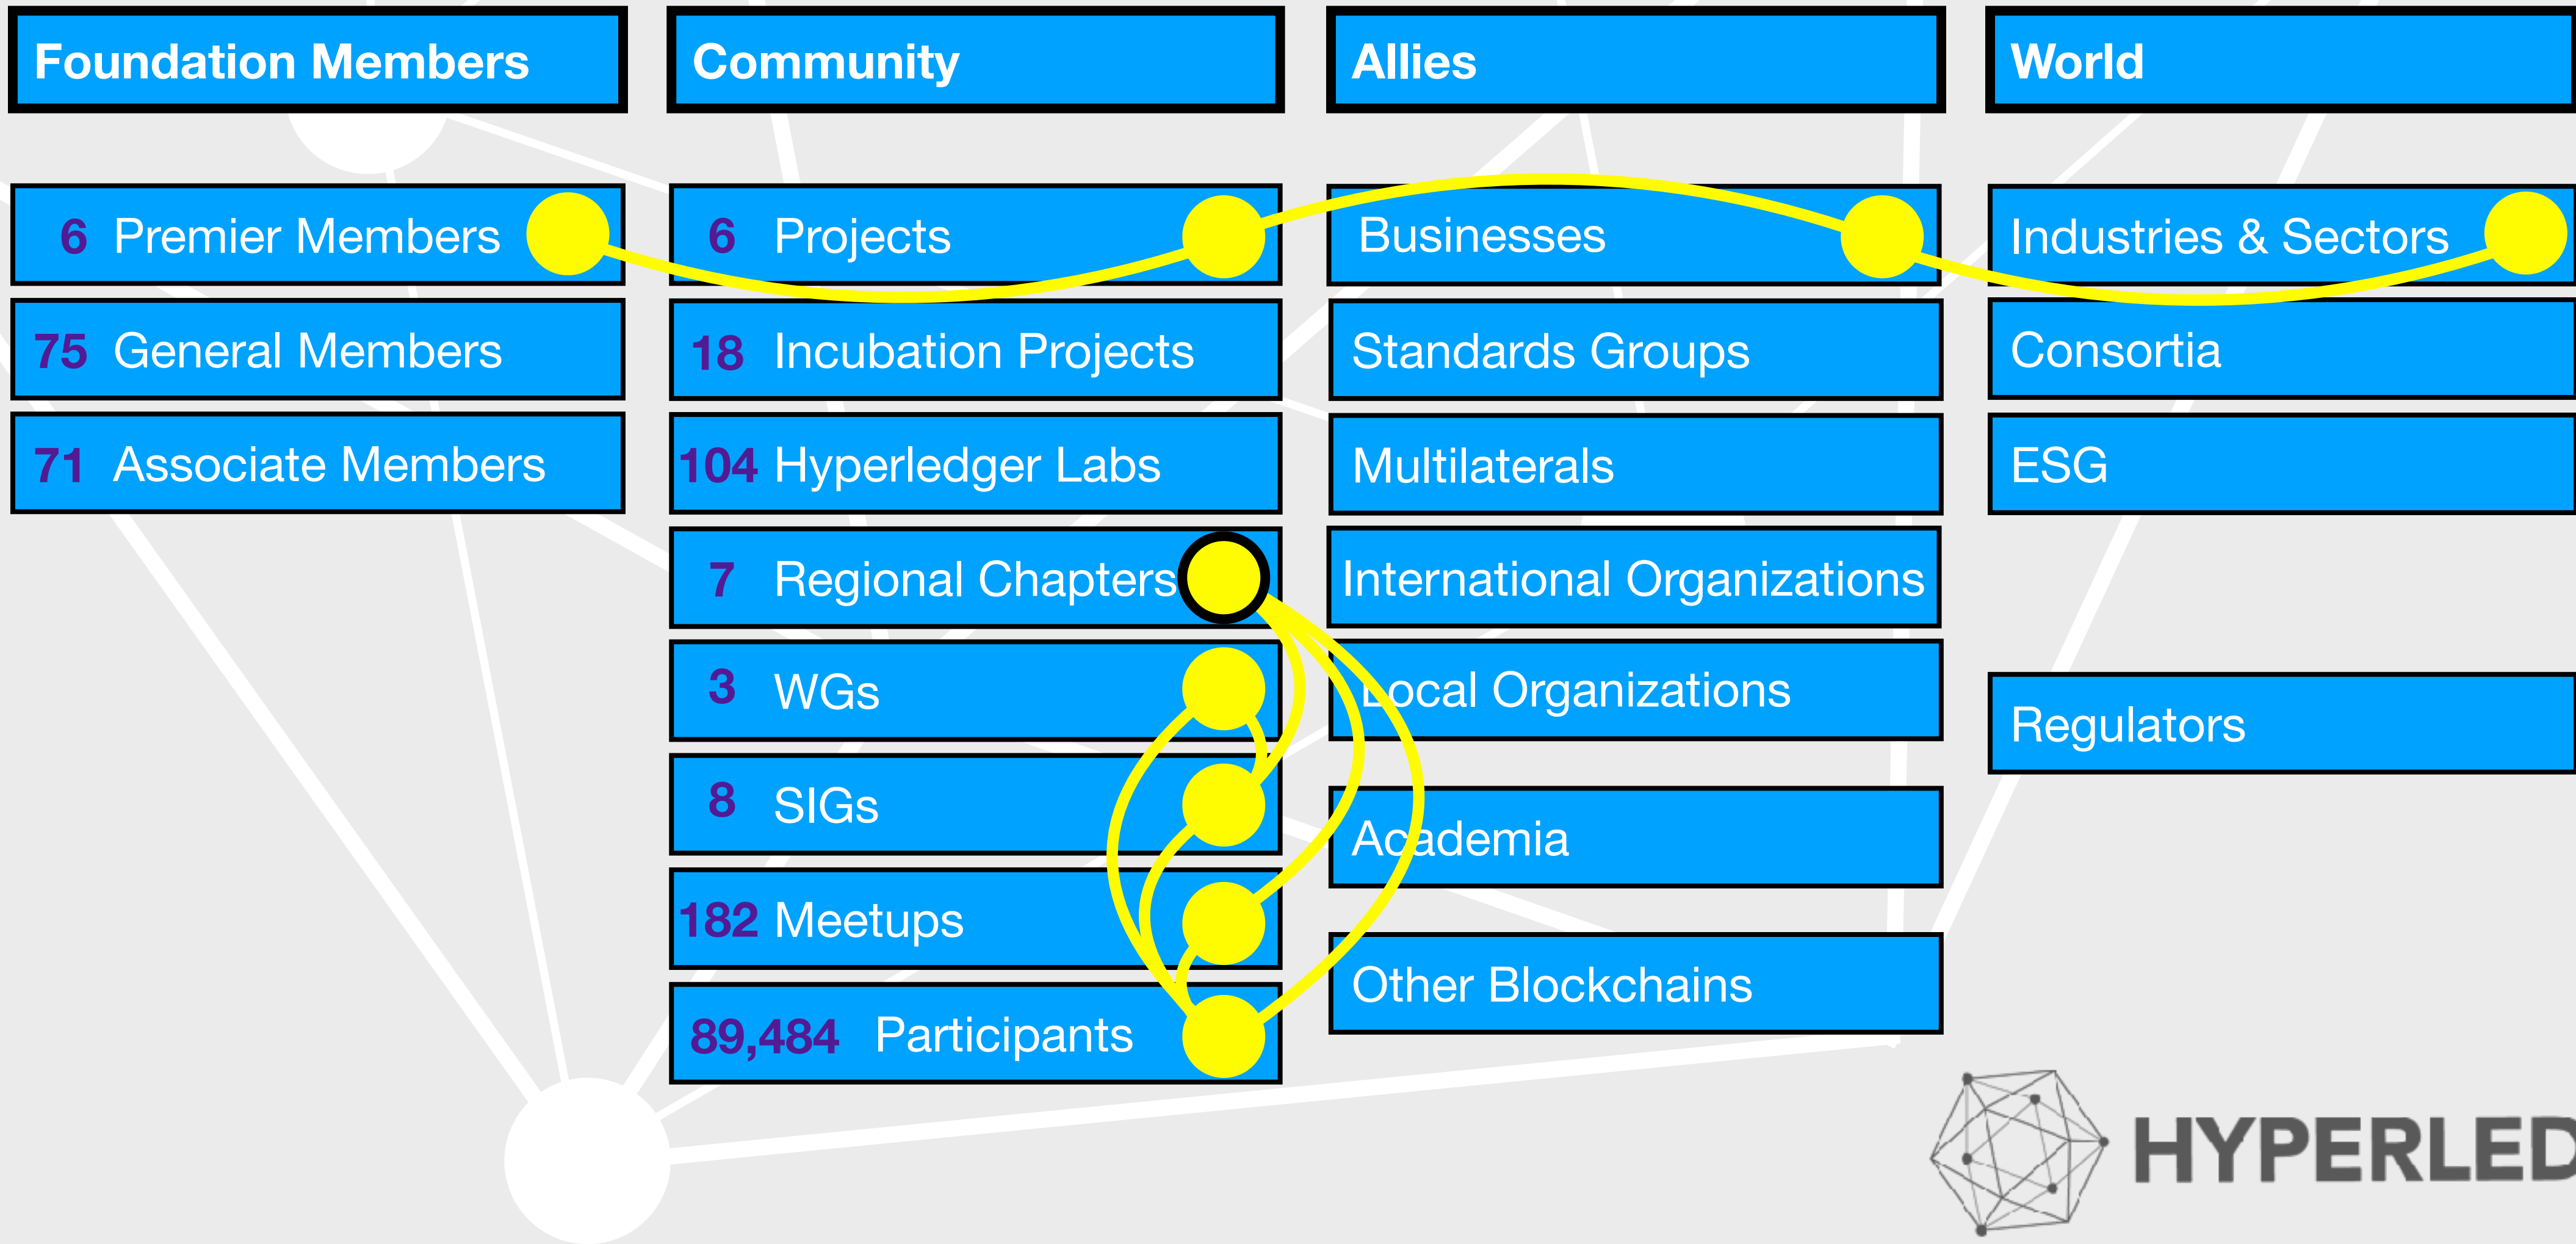 Foundation Members
6 Premier Members
75 General Members
71 Associate Members
Community
6 Projects
18 Incubation Projects
104 Hyperledger Labs
7 Regional Chapters
3 WGs
8 SIGs
182 Meetups
89,484 Participants
Allies
Businesses
Standards Groups
Multilaterals
International Organizations
Local Organizations
Academia
Other Blockchains
World
Industries & Sectors
Consortia
ESG
Regulators
HYPERLED